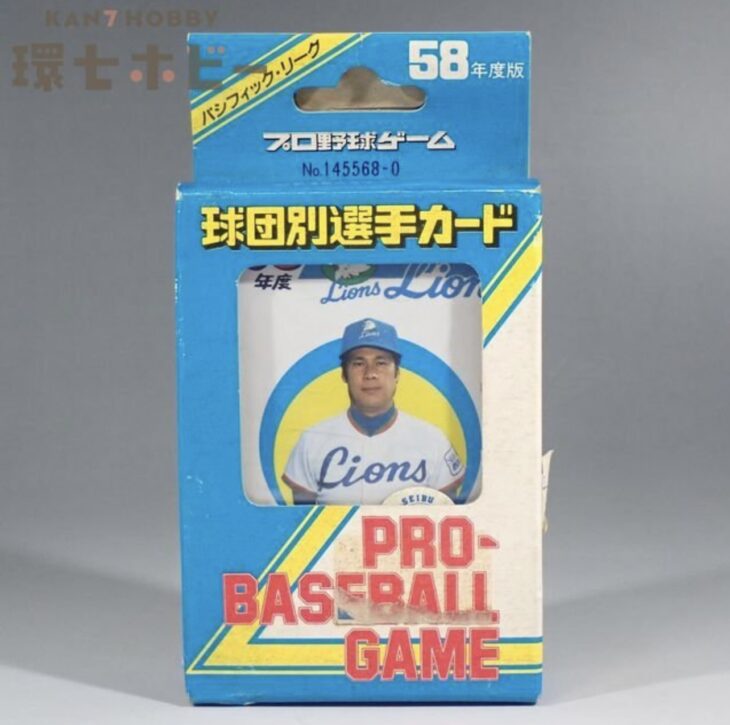 KAN7HOBBY
環七ホビー
パシフィック・リーグ
58年度版
プロ野球ゲーム
No.145568-0
球団別選手カード
年度
Lions Lion
Lions
Lions
SEIBU
PRO-
BASEBALL
GAME